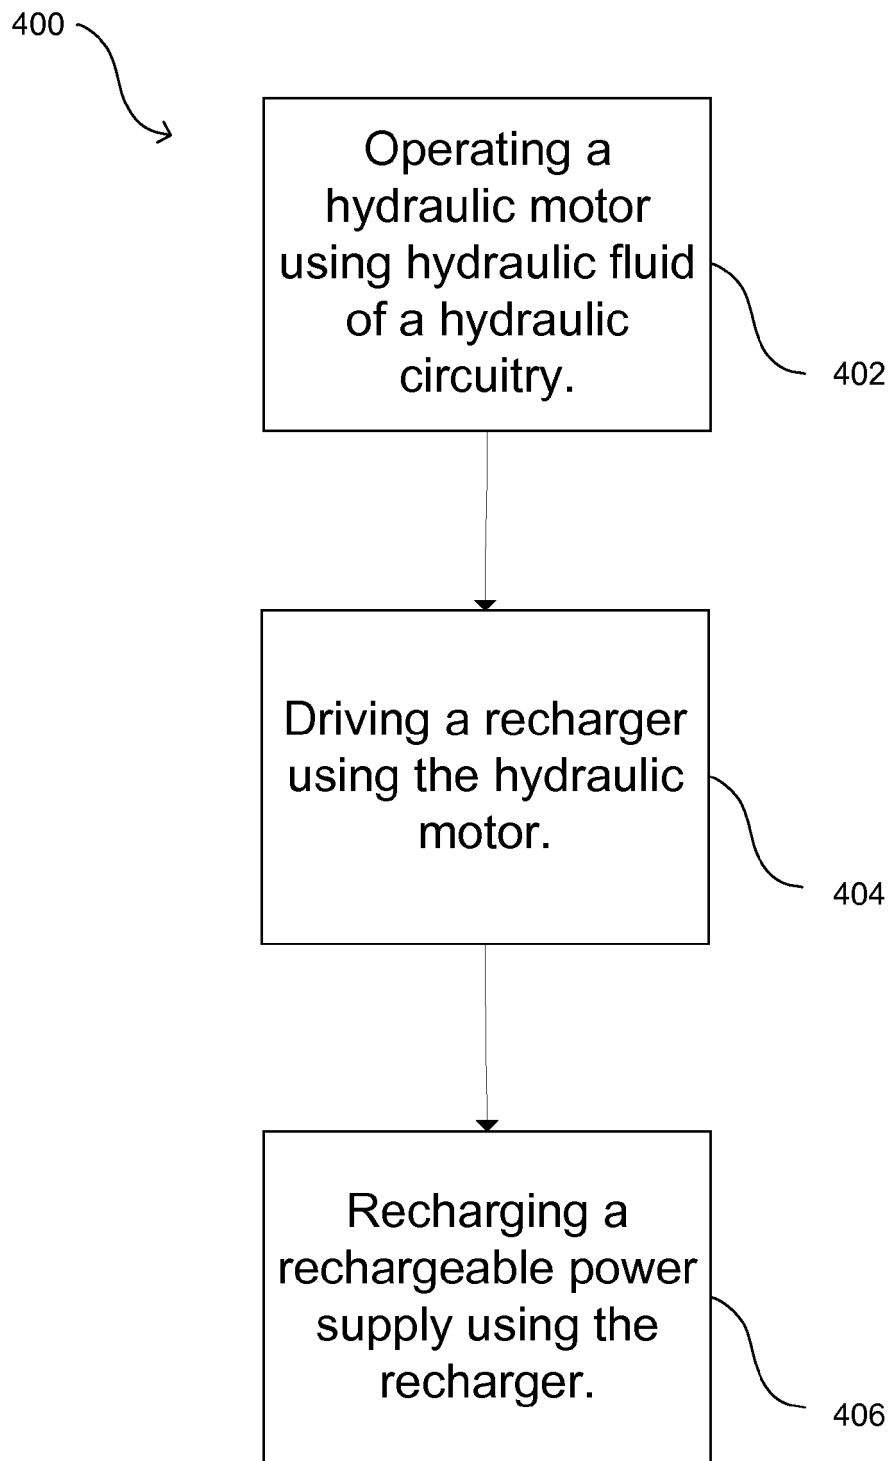 400
Operating a
hydraulic motor
using hydraulic fluid
of a hydraulic
circuitry.
402
Driving a recharger
using the hydraulic
motor.
404
Recharging a
rechargeable power
supply using the
recharger.
406